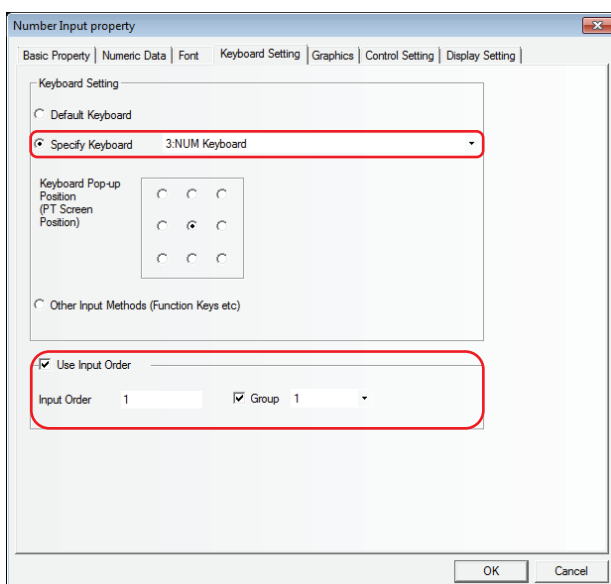 Number Input property
Basic Property Numeric Data Font Keyboard Setting Graphics Control Setting Display Setting
Keyboard Setting
Default Keyboard
Specify Keyboard 3:NUM Keyboard
Keyboard Pop-up
Position
(PT Screen
Position)
Other Input Methods (Function Keys etc)
Use Input Order
Input Order 1 Group 1
OK Cancel